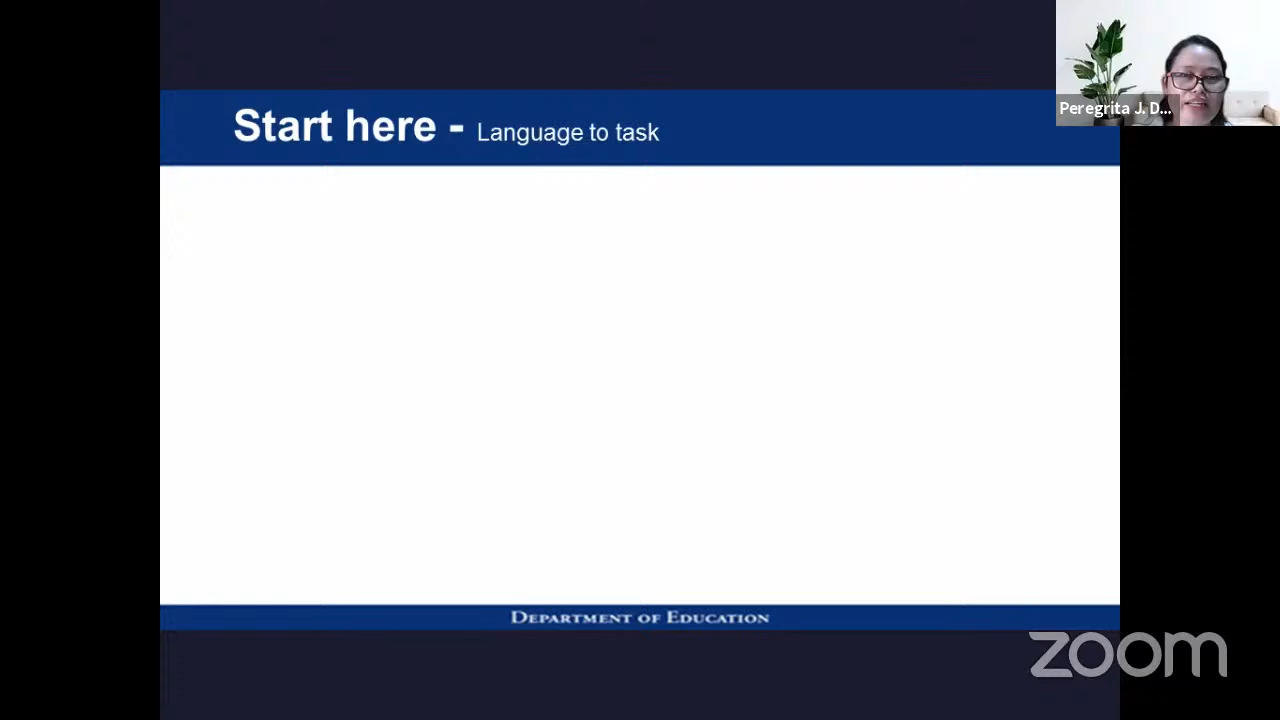 Start here - Language to task
Peregrita J. D...
DEPARTMENT OF EDUCATION
zoom